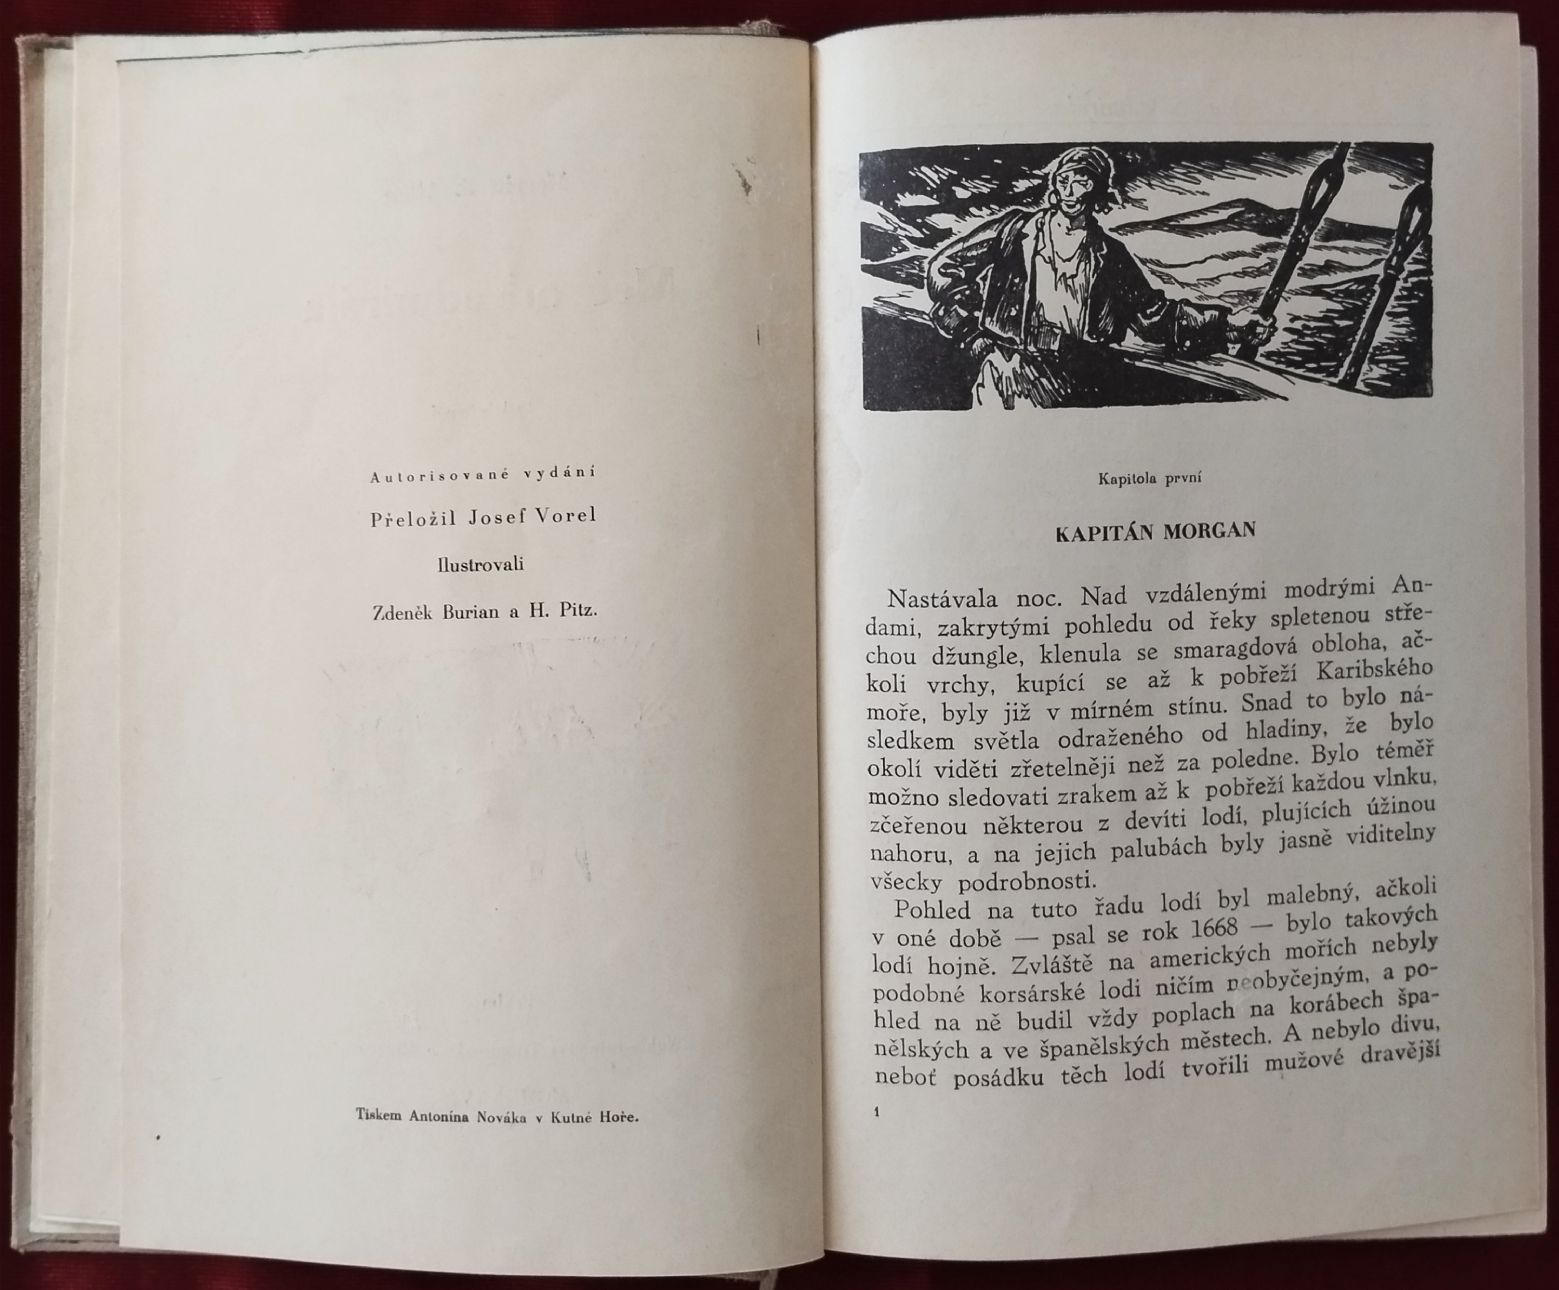 Autorisované vydání
Přeložil Josef Vorel
Ilustrovali
Zdeněk Burian a H. Pitz.
Tiskem Antonína Nováka v Kutné Hoře.
Kapitola první
KAPITÁN MORGAN
Nastávala noc. Nad vzdálenými modrými An-
dami, zakrytými pohledu od řeky spletenou stře-
chou džungle, klenula se smaragdová obloha, ač-
koli vrchy, kupící se až k pobřeží Karibského
moře, byly již v mírném stínu. Snad to bylo ná-
sledkem světla odraženého od hladiny, že bylo
okolí viděti zřetelněji než za poledne. Bylo téměř
možno sledovati zrakem až k pobřeží každou vlnku,
zčeřenou některou z devíti lodí, plujících úžinou
nahoru, a na jejich palubách byly jasně viditelny
všecky podrobnosti.
Pohled na tuto řadu lodí byl malebný, ačkoli
v oné době — psal se rok 1668 — bylo takových
lodí hojně. Zvláště na amerických mořích nebyly
podobné korsárské lodi ničím neobyčejným, a po-
hled na ně budil vždy poplach na korábech špa-
nělských a ve španělských městech. A nebylo divu,
neboť posádku těch lodí tvořili mužové dravější
1